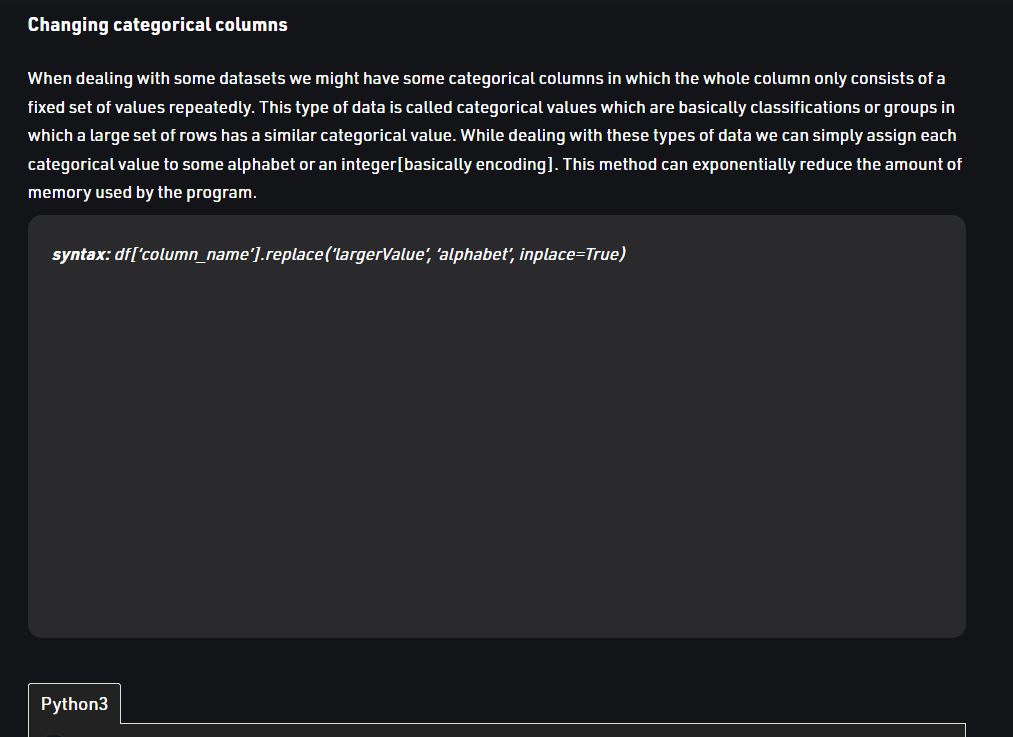 Changing categorical columns
When dealing with some datasets we might have some categorical columns in which the whole column only consists of a
fixed set of values repeatedly. This type of data is called categorical values which are basically classifications or groups in
which a large set of rows has a similar categorical value. While dealing with these types of data we can simply assign each
categorical value to some alphabet or an integer[basically encoding]. This method can exponentially reduce the amount of
memory used by the program.
syntax: df[‘column_name’].replace(‘largerValue’, ‘alphabet’, inplace=True)
Python3